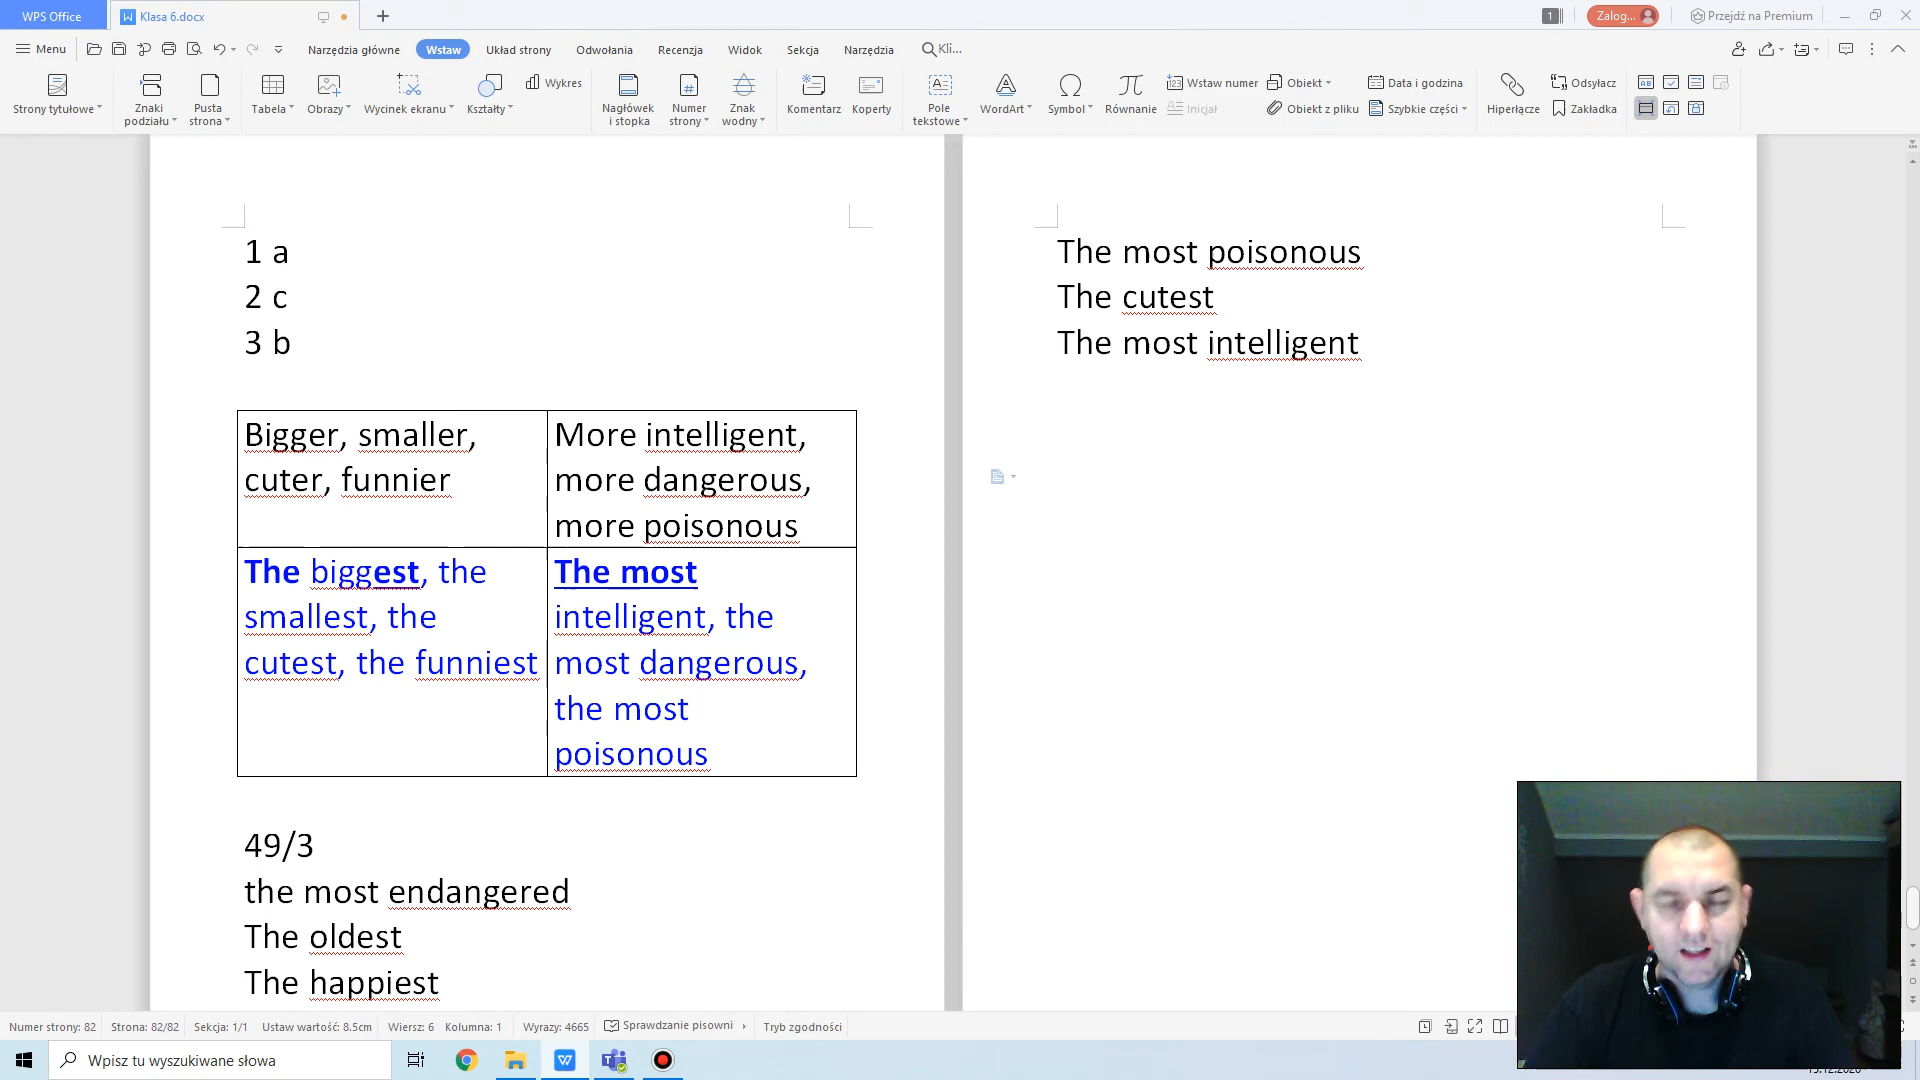 WPS Office
Klasa 6.docx
1
Zalog...
Przejdź na Premium
Menu
Narzędzia główne
Wstaw
Układ strony
Odwołania
Recenzja
Widok
Sekcja
Narzędzia
Kli...
Strony tytułowe
Znaki podziału
Pusta strona
Tabela
Obrazy
Wycinek ekranu
Kształty
Wykres
Nagłówek i stopka
Numer strony
Znak wodny
Komentarz
Koperty
Pole tekstowe
WordArt
Symbol
Równanie
Wstaw numer
Inicjał
Obiekt
Obiekt z pliku
Data i godzina
Szybkie części
Hiperłącze
Odsyłacz
Zakładka
1 a
2 c
3 b
Bigger, smaller,
cuter, funnier
More intelligent,
more dangerous,
more poisonous
The biggest, the
smallest, the
cutest, the funniest
The most
intelligent, the
most dangerous,
the most
poisonous
49/3
the most endangered
The oldest
The happiest
The most poisonous
The cutest
The most intelligent
Numer strony: 82
Strona: 82/82
Sekcja: 1/1
Ustaw wartość: 8.5cm
Wiersz: 6
Kolumna: 1
Wyrazy: 4665
Sprawdzanie pisowni
Tryb zgodności
Wpisz tu wyszukiwane słowa